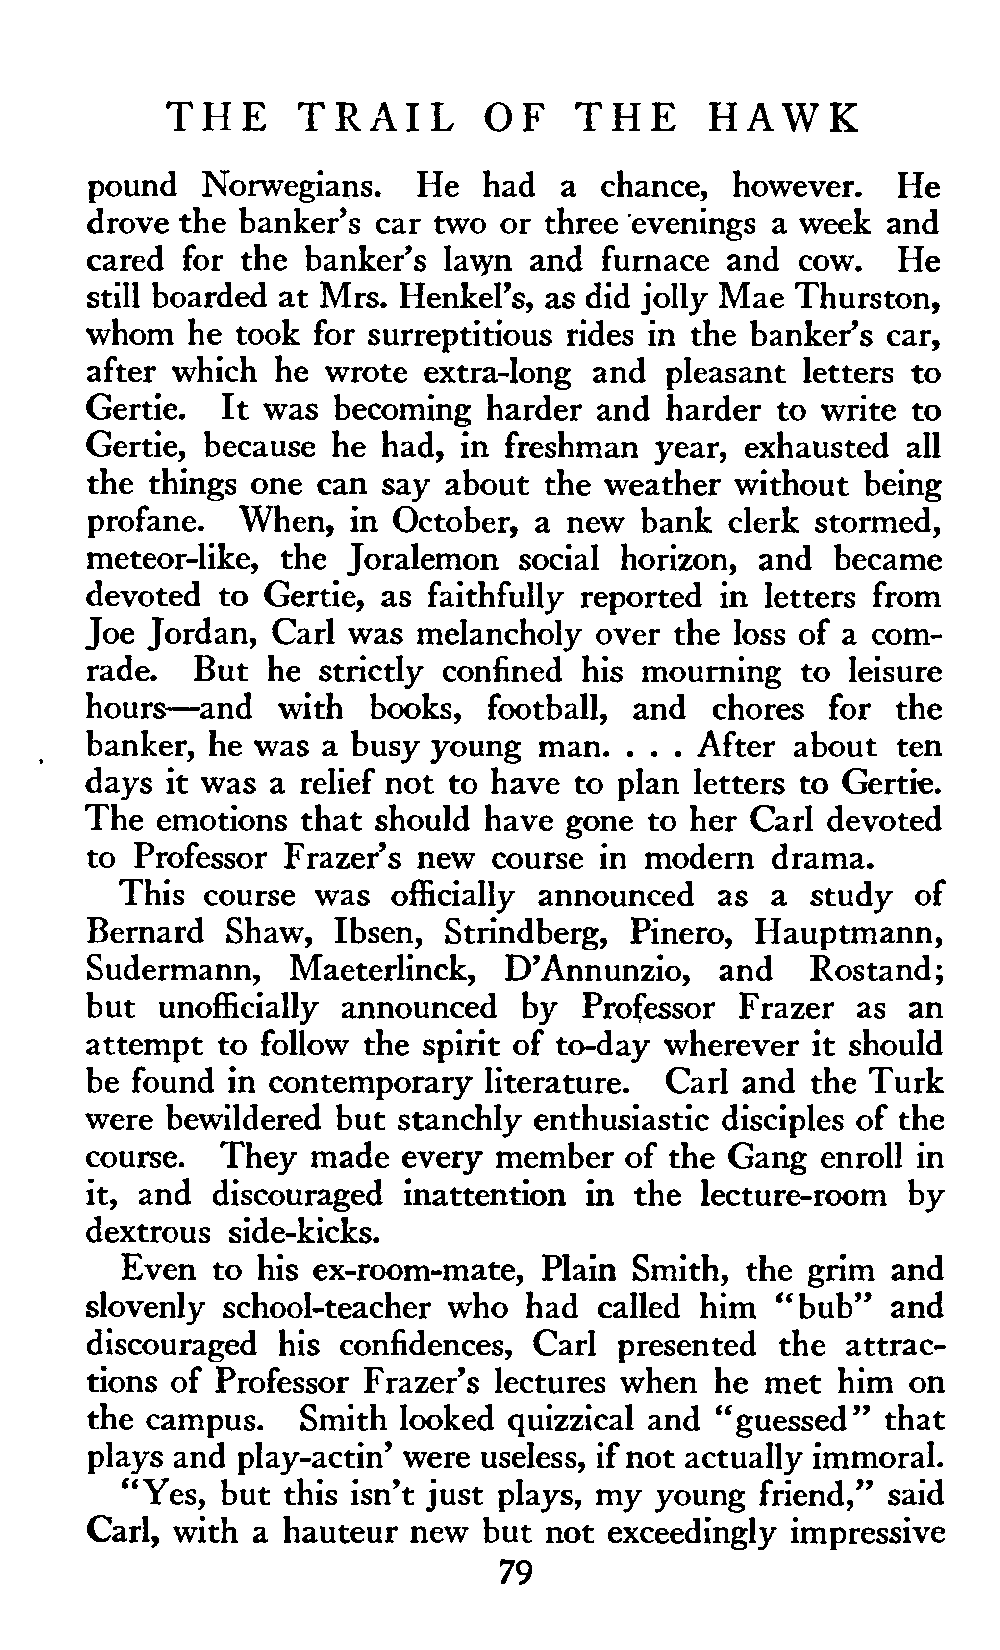 THE TRAIL OF THE HAWK
pound Norwegians. He had a chance, however. He
drove the banker's car two or three evenings a week and
cared for the banker's lawn and furnace and cow. He
still boarded at Mrs. Henkel's, as did jolly Mae Thurston,
whom he took for surreptitious rides in the banker's car,
after which he wrote extra-long and pleasant letters to
Gertie. It was becoming harder and harder to write to
Gertie, because he had, in freshman year, exhausted all
the things one can say about the weather without being
profane. When, in October, a new bank clerk stormed,
meteor-like, the Joralemon social horizon, and became
devoted to Gertie, as faithfully reported in letters from
Joe Jordan, Carl was melancholy over the loss of a com-
rade. But he strictly confined his mourning to leisure
hours—and with books, football, and chores for the
banker, he was a busy young man. . . . After about ten
days it was a relief not to have to plan letters to Gertie.
The emotions that should have gone to her Carl devoted
to Professor Frazer's new course in modern drama.
This course was officially announced as a study of
Bernard Shaw, Ibsen, Strindberg, Pinero, Hauptmann,
Sudermann, Maeterlinck, D'Annunzio, and Rostand;
but unofficially announced by Professor Frazer as an
attempt to follow the spirit of to-day wherever it should
be found in contemporary literature. Carl and the Turk
were bewildered but stanchly enthusiastic disciples of the
course. They made every member of the Gang enroll in
it, and discouraged inattention in the lecture-room by
dextrous side-kicks.
Even to his ex-room-mate, Plain Smith, the grim and
slovenly school-teacher who had called him "bub" and
discouraged his confidences, Carl presented the attrac-
tions of Professor Frazer's lectures when he met him on
the campus. Smith looked quizzical and "guessed" that
plays and play-actin' were useless, if not actually immoral.
"Yes, but this isn't just plays, my young friend," said
Carl, with a hauteur new but not exceedingly impressive
79